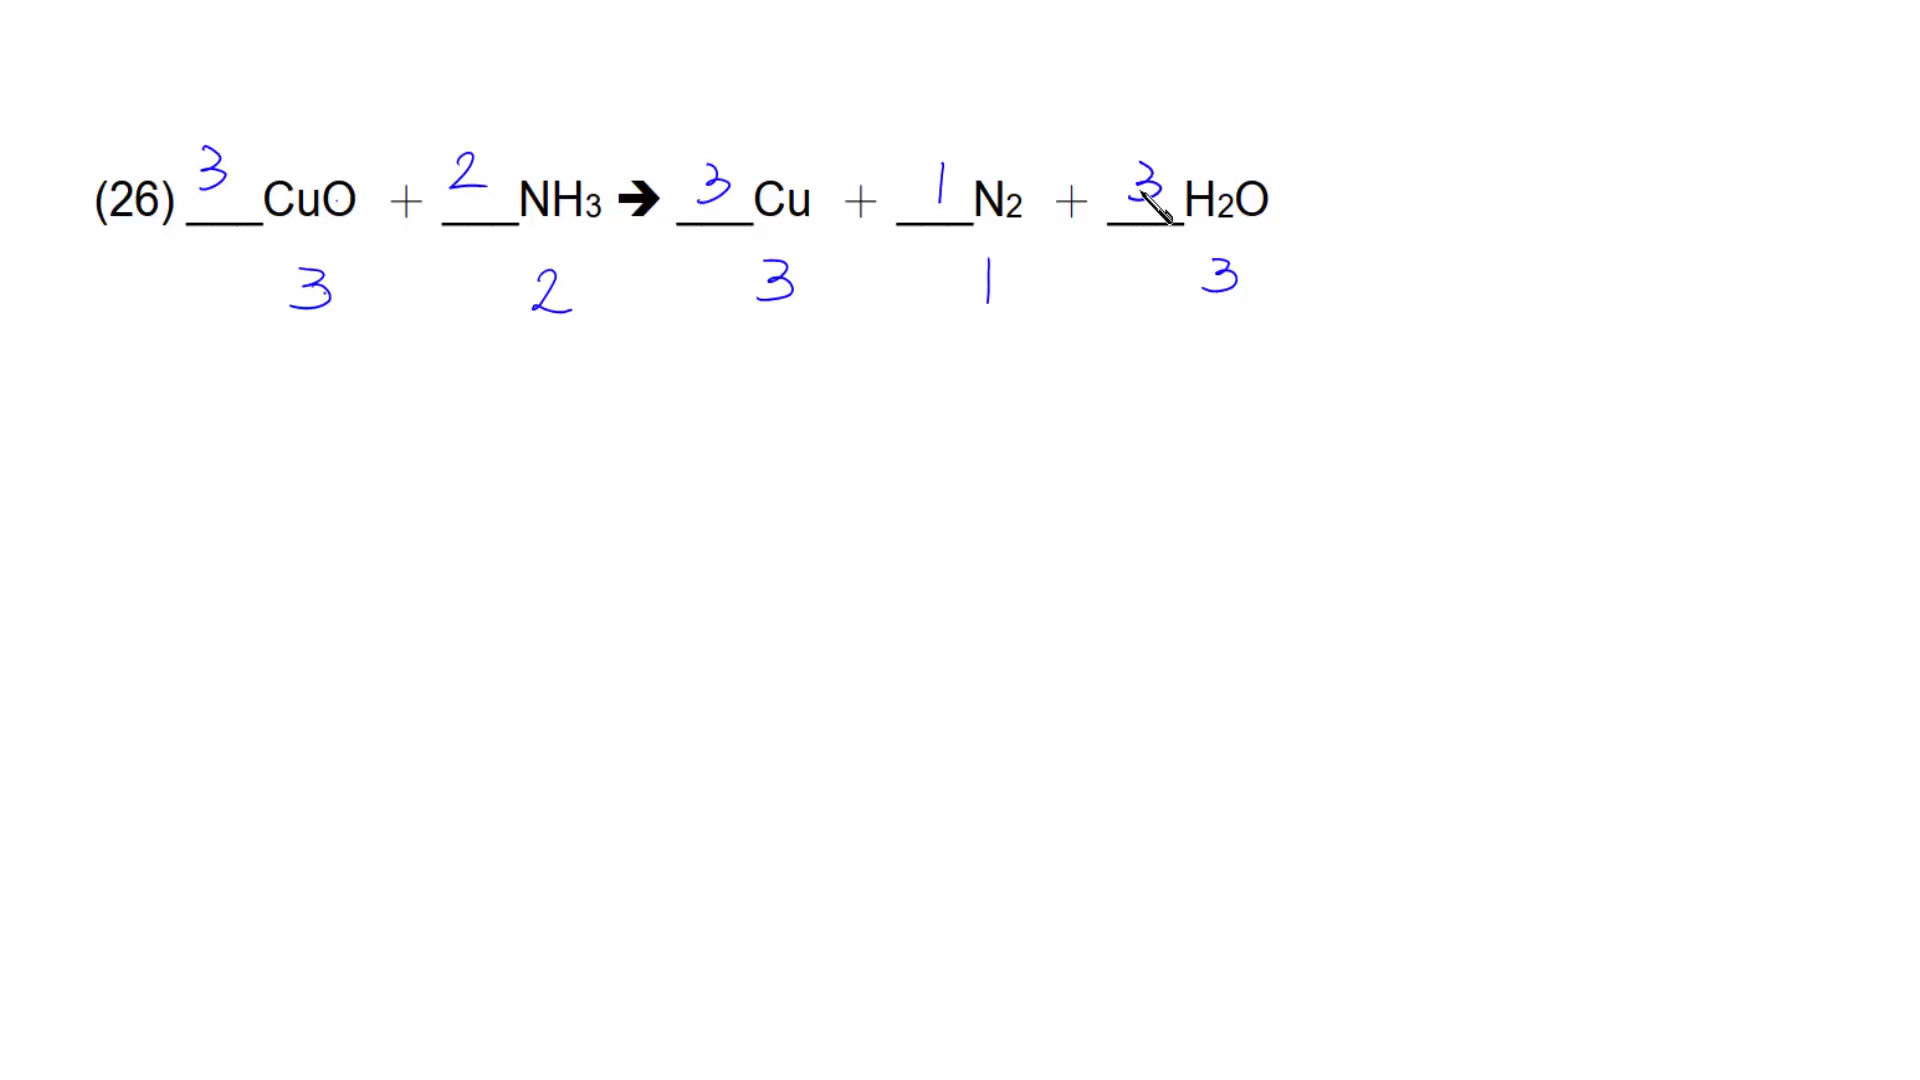 (26) 3 CuO + 2 NH3 ➔ 3 Cu + 1 N2 + 3 H2O
3 2 3 1 3